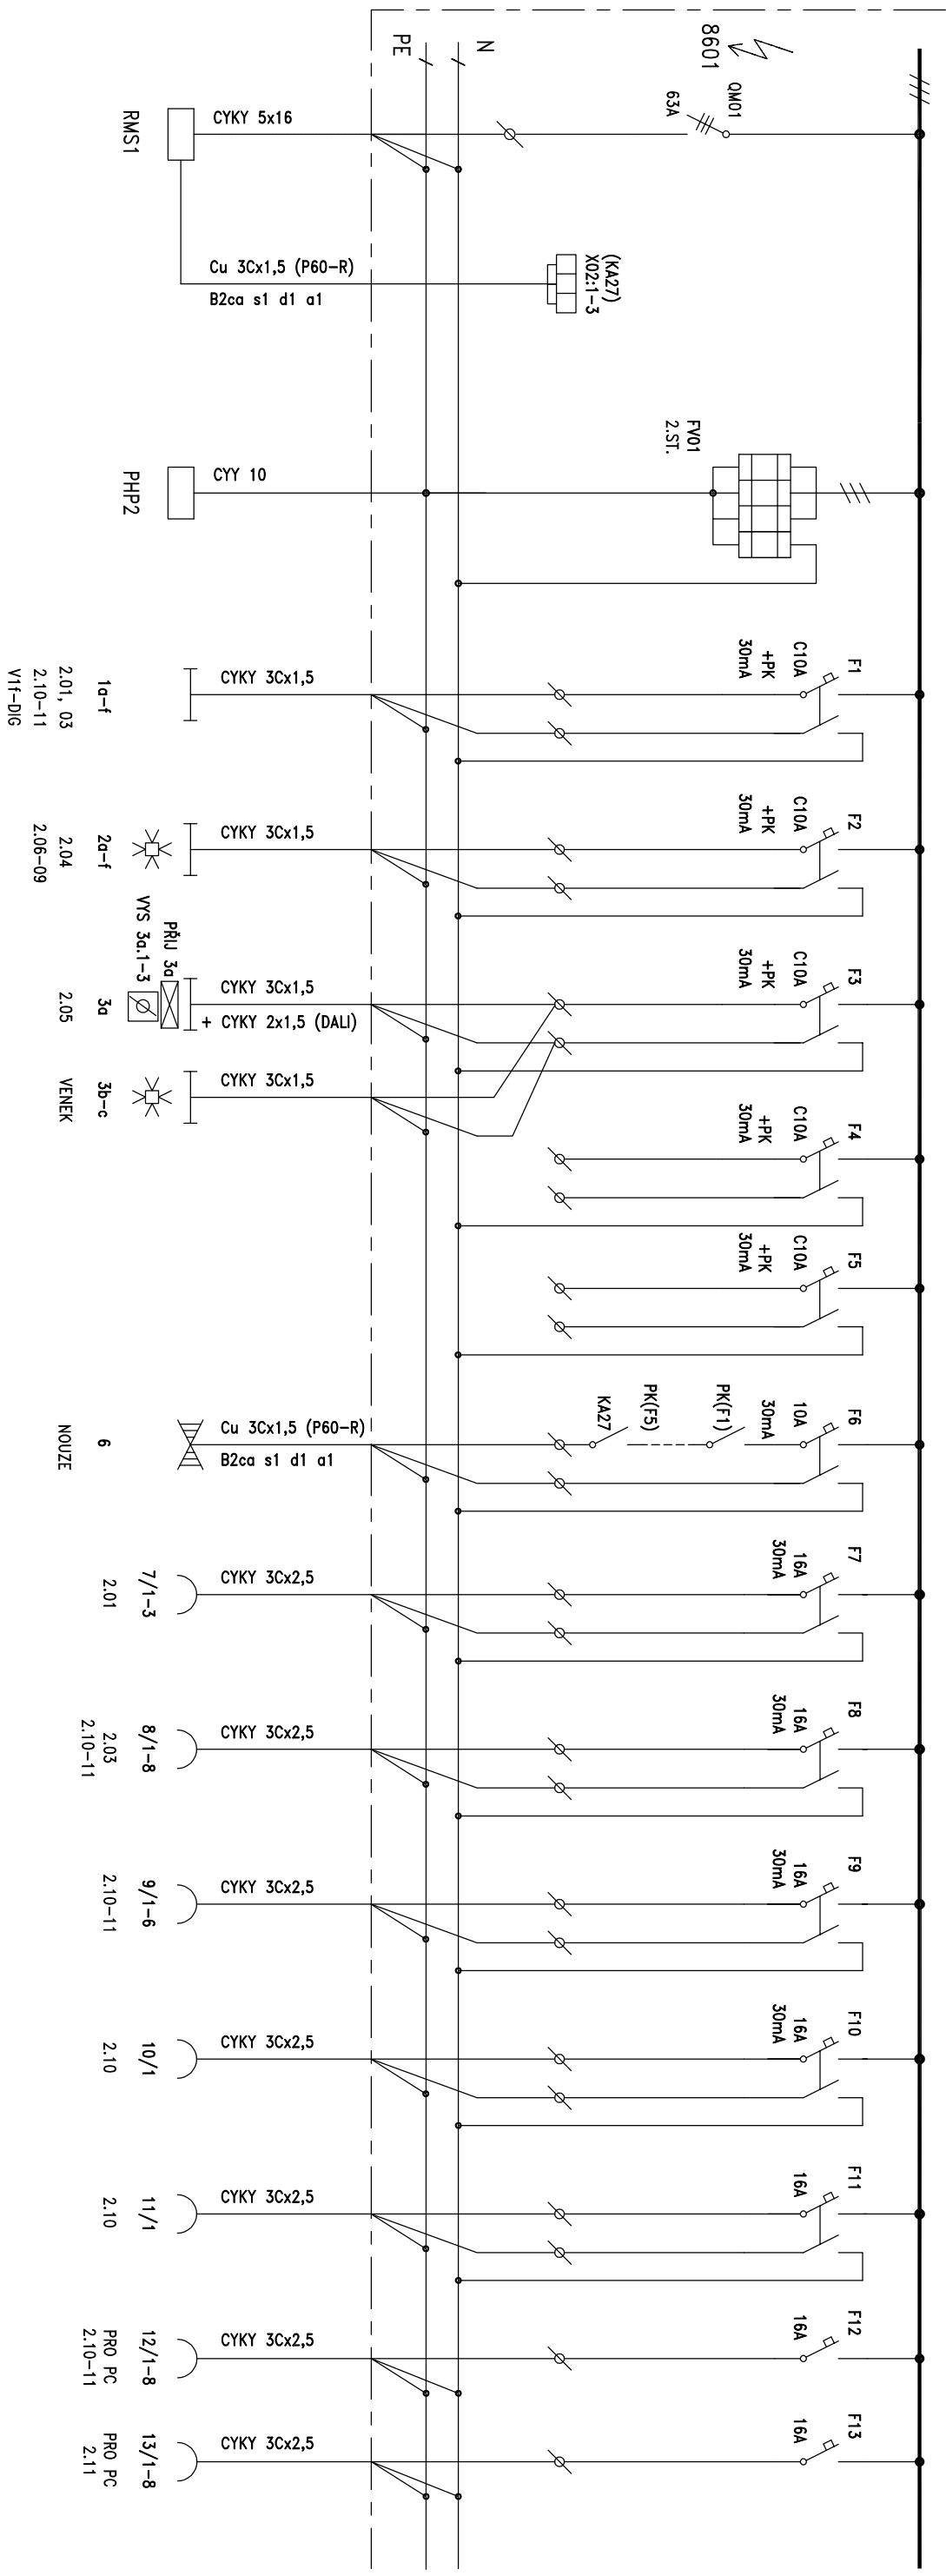 8601
N
PE
QM01
63A
CYKY 5x16
RMS1
(KA27)
X02:1-3
Cu 3Cx1,5 (P60-R)
B2ca s1 d1 a1
FV01
2.ST.
CYY 10
PHP2
F1
C10A
+PK
30mA
CYKY 3Cx1,5
1a-f
2.01, 03
2.10-11
V1f-DIG
F2
C10A
+PK
30mA
CYKY 3Cx1,5
2a-f
2.04
2.06-09
F3
C10A
+PK
30mA
CYKY 3Cx1,5
+ CYKY 2x1,5 (DALI)
PŘIJ 3a
VYS 3a.1-3
3a
2.05
CYKY 3Cx1,5
3b-c
VENEK
F4
C10A
+PK
30mA
F5
C10A
+PK
30mA
F6
10A
30mA
PK(F1)
PK(F5)
KA27
Cu 3Cx1,5 (P60-R)
B2ca s1 d1 a1
6
NOUZE
F7
16A
30mA
CYKY 3Cx2,5
7/1-3
2.01
F8
16A
30mA
CYKY 3Cx2,5
8/1-8
2.03
2.10-11
F9
16A
30mA
CYKY 3Cx2,5
9/1-6
2.10-11
F10
16A
30mA
CYKY 3Cx2,5
10/1
2.10
F11
16A
CYKY 3Cx2,5
11/1
2.10
F12
16A
CYKY 3Cx2,5
12/1-8
PRO PC
2.10-11
F13
16A
CYKY 3Cx2,5
13/1-8
PRO PC
2.11